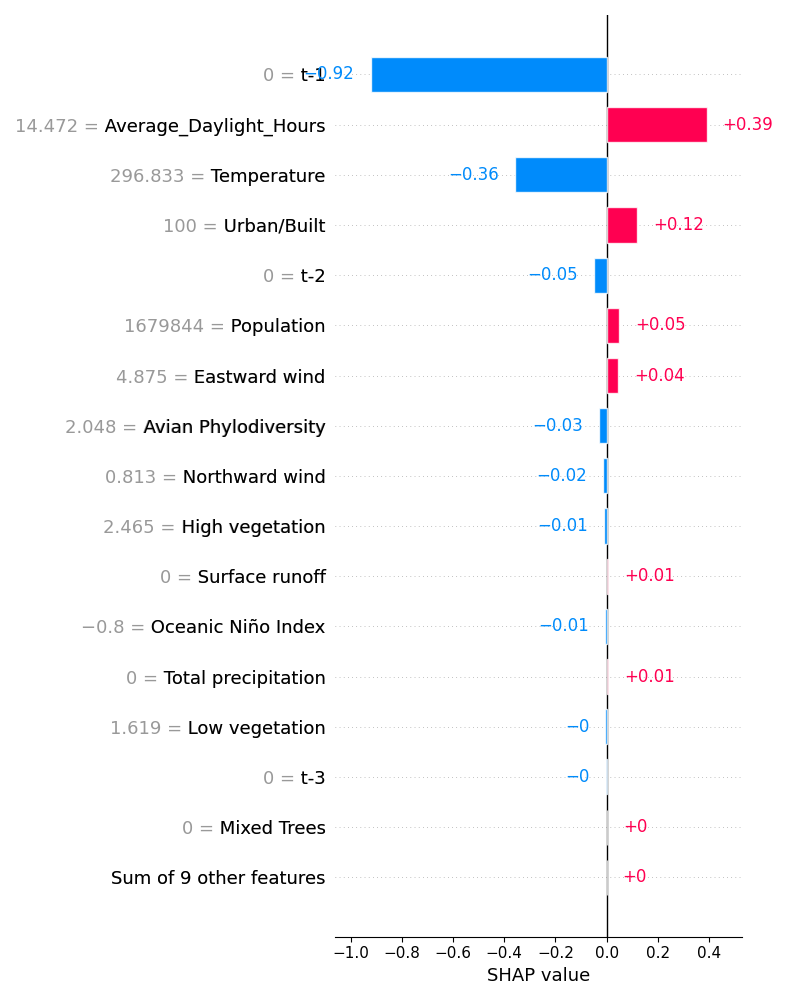 0 = t-1 −0.92
14.472 = Average_Daylight_Hours +0.39
296.833 = Temperature −0.36
100 = Urban/Built +0.12
0 = t-2 −0.05
1679844 = Population +0.05
4.875 = Eastward wind +0.04
2.048 = Avian Phylodiversity −0.03
0.813 = Northward wind −0.02
2.465 = High vegetation −0.01
0 = Surface runoff +0.01
−0.8 = Oceanic Niño Index −0.01
0 = Total precipitation +0.01
1.619 = Low vegetation −0
0 = t-3 −0
0 = Mixed Trees +0
Sum of 9 other features +0
−1.0 −0.8 −0.6 −0.4 −0.2 0.0 0.2 0.4
SHAP value